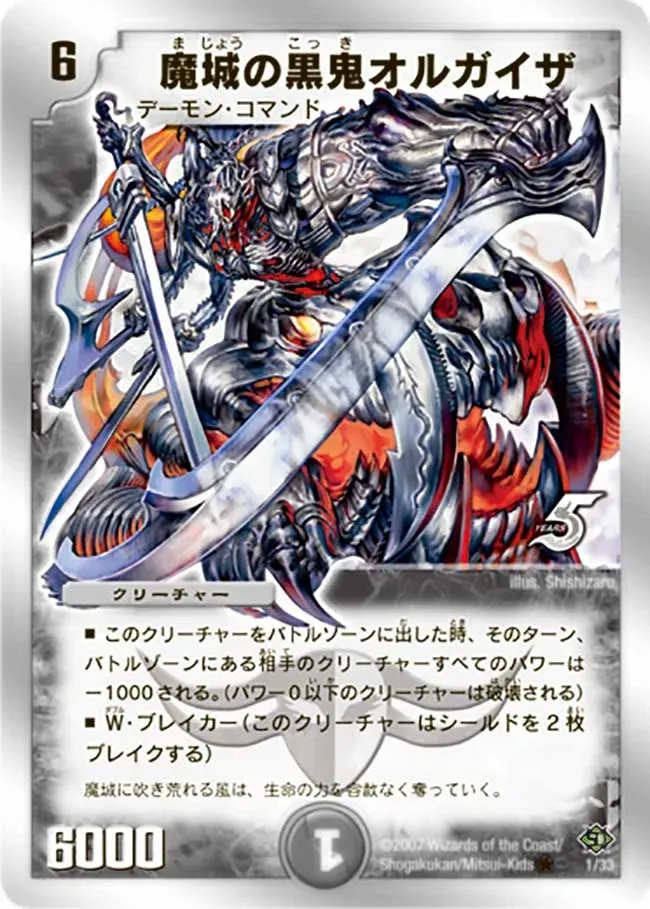 6
魔城の黒鬼オルガイザ
まじょう こっき
デーモン・コマンド
5 YEARS
illus. Shishizaru
クリーチャー
■ このクリーチャーをバトルゾーンに出した時、そのターン、
バトルゾーンにある相手のクリーチャーすべてのパワーは
－1000される。(パワー0以下のクリーチャーは破壊される)
■ W・ブレイカー(このクリーチャーはシールドを2枚
ブレイクする)
魔城に吹き荒れる風は、生命の力を容赦なく奪っていく。
6000
1
©2007 Wizards of the Coast/
Shogakukan/Mitsui-Kids
1/33